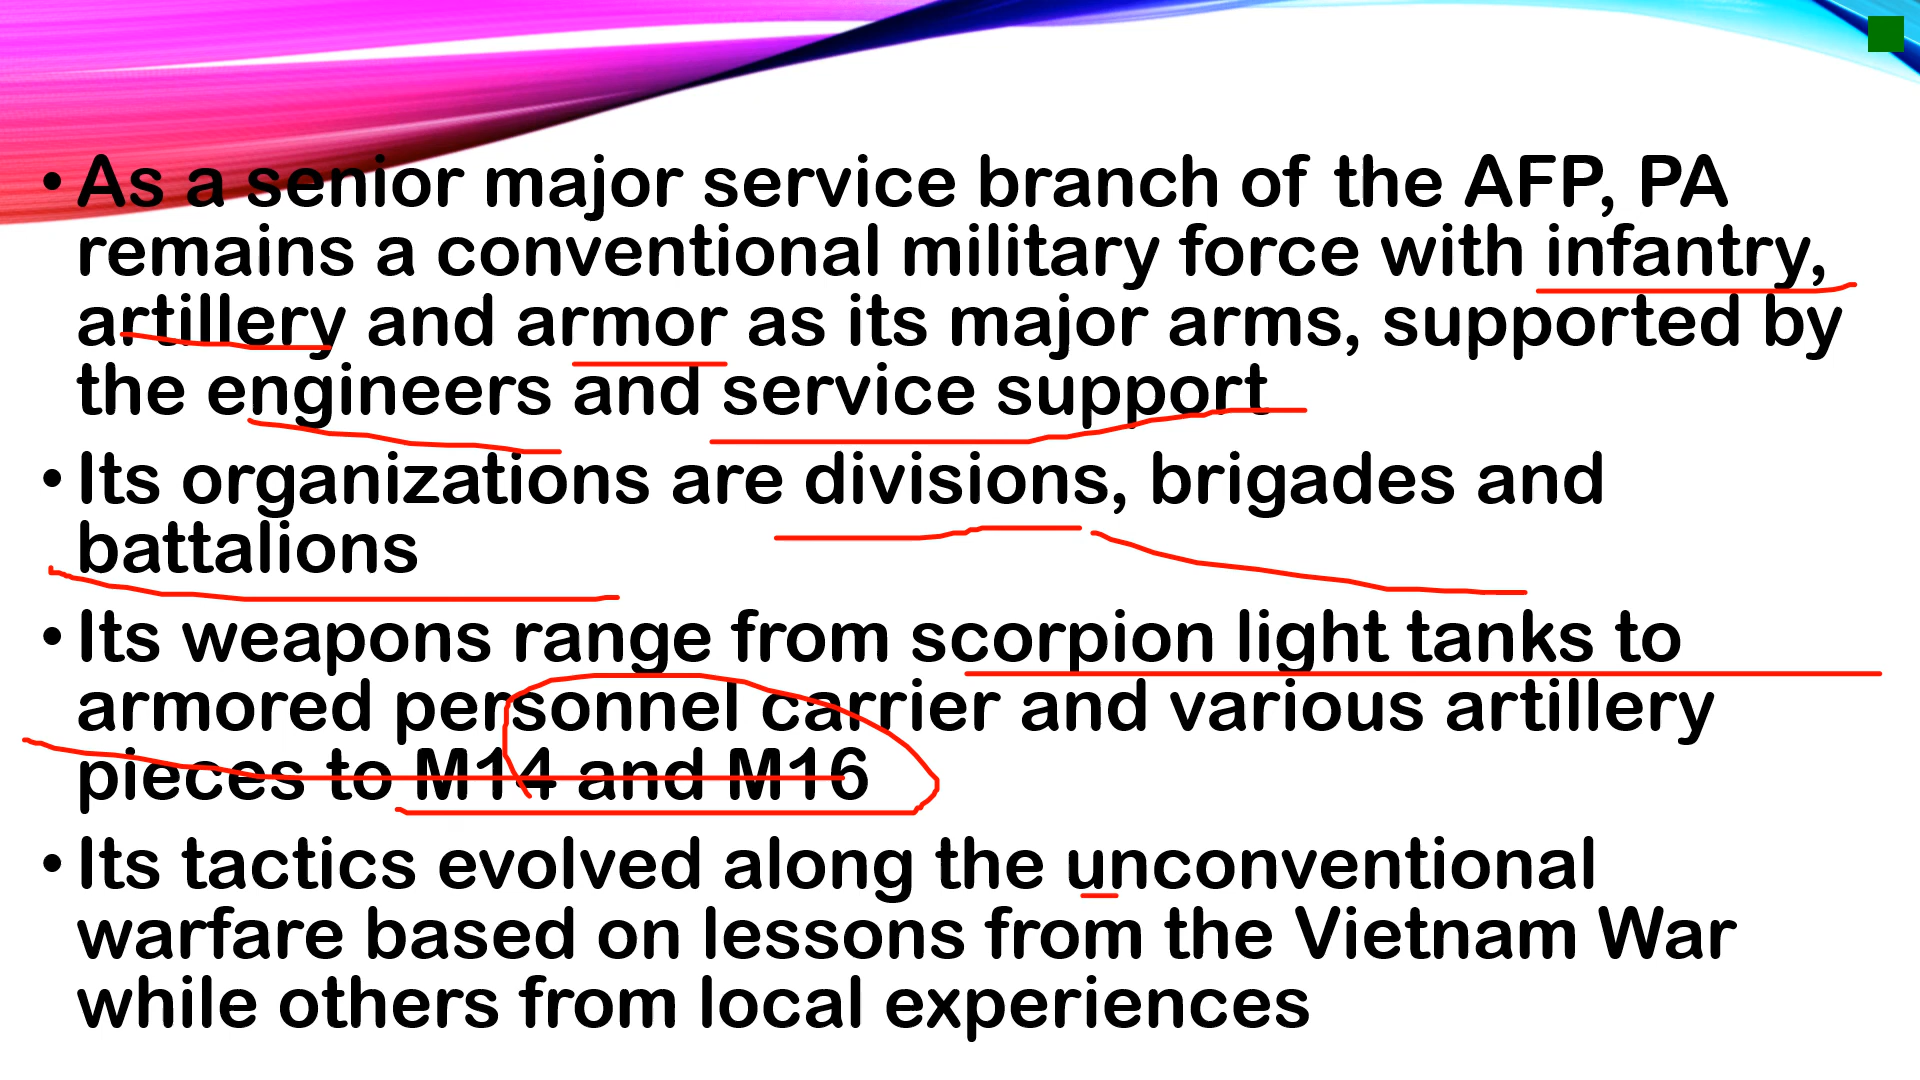 • As a senior major service branch of the AFP, PA
remains a conventional military force with infantry,
artillery and armor as its major arms, supported by
the engineers and service support
• Its organizations are divisions, brigades and
battalions
• Its weapons range from scorpion light tanks to
armored personnel carrier and various artillery
pieces to M14 and M16
• Its tactics evolved along the unconventional
warfare based on lessons from the Vietnam War
while others from local experiences